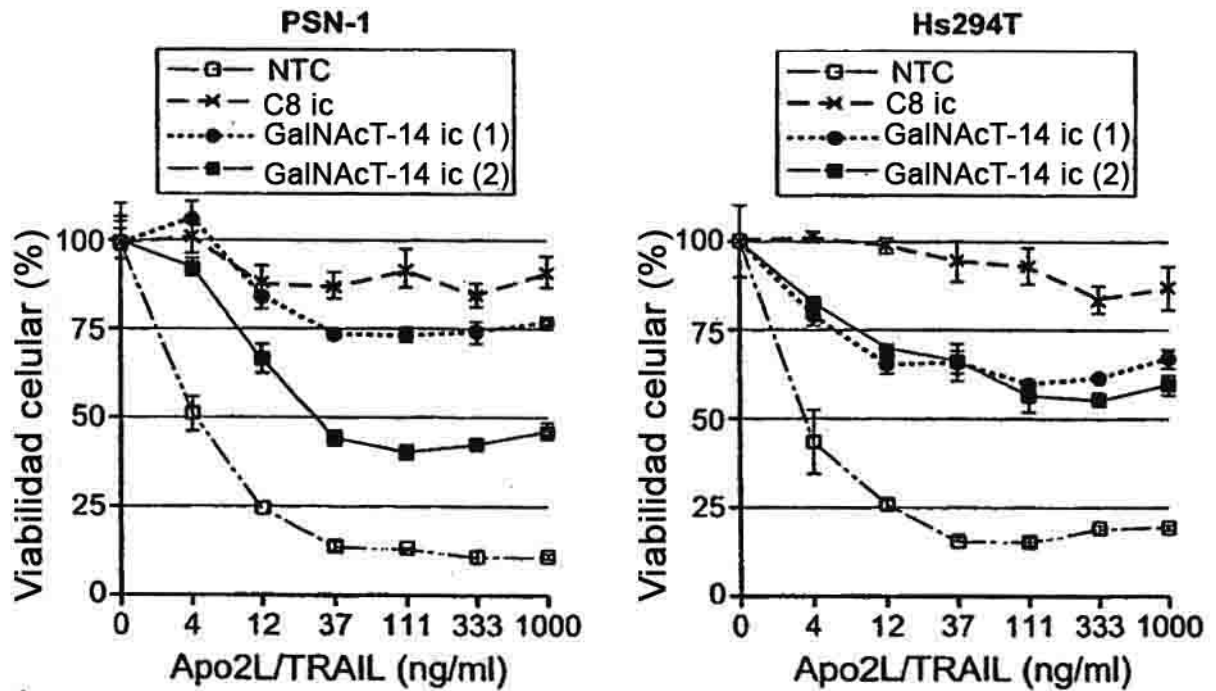 PSN-1
NTC
C8 ic
GalNAcT-14 ic (1)
GalNAcT-14 ic (2)
Viabilidad celular (%)
100
75
50
25
0
0 4 12 37 111 333 1000
Apo2L/TRAIL (ng/ml)
Hs294T
NTC
C8 ic
GalNAcT-14 ic (1)
GalNAcT-14 ic (2)
Viabilidad celular (%)
100
75
50
25
0
0 4 12 37 111 333 1000
Apo2L/TRAIL (ng/ml)